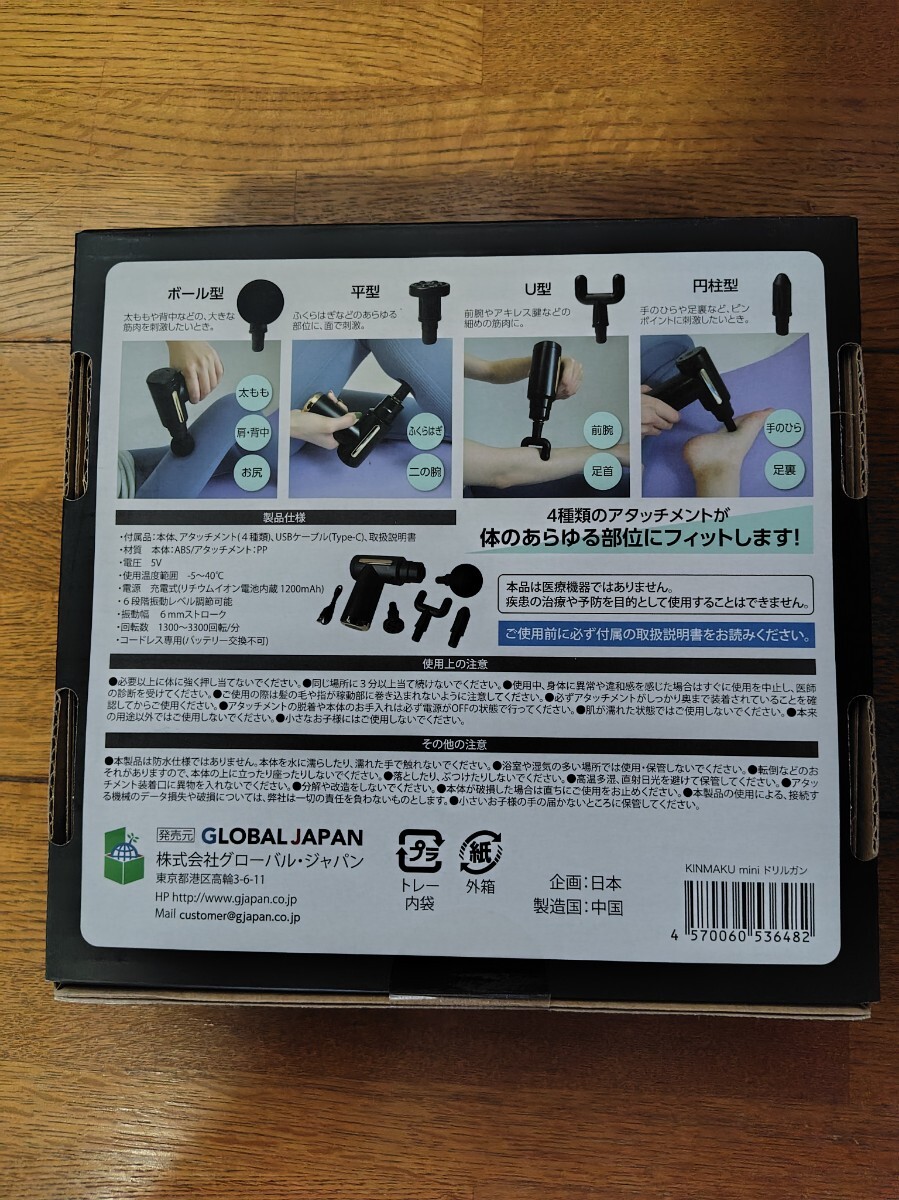 ボール型
太ももや背中などの、大きな
筋肉を刺激したいとき。
太もも
肩・背中
お尻
平型
ふくらはぎなどのあらゆる
部位に、面で刺激。
ふくらはぎ
二の腕
U型
前腕やアキレス腱などの
細めの筋肉に。
前腕
足首
円柱型
手のひらや足裏など、ピン
ポイントに刺激したいとき。
手のひら
足裏
製品仕様
・付属品：本体、アタッチメント(4種類)、USBケーブル(Type-C)、取扱説明書
・材質　本体：ABS/アタッチメント：PP
・電圧　5V
・使用温度範囲　-5～40℃
・電源　充電式(リチウムイオン電池内蔵 1200mAh)
・6段階振動レベル調節可能
・振動幅　6mmストローク
・回転数　1300～3300回転/分
・コードレス専用(バッテリー交換不可)
4種類のアタッチメントが
体のあらゆる部位にフィットします!
本品は医療機器ではありません。
疾患の治療や予防を目的として使用することはできません。
ご使用前に必ず付属の取扱説明書をお読みください。
使用上の注意
●必要以上に体に強く押し当てないでください。●同じ場所に3分以上当て続けないでください。●使用中、身体に異常や違和感を感じた場合はすぐに使用を中止し、医師
の診断を受けてください。●ご使用の際は髪の毛や指が稼動部に巻き込まれないように注意してください。●必ずアタッチメントがしっかり奥まで装着されていることを確
認してからご使用ください。●アタッチメントの脱着や本体のお手入れは必ず電源がOFFの状態で行ってください。●肌が濡れた状態ではご使用しないでください。●本来
の用途以外ではご使用しないでください。●小さなお子様にはご使用しないでください。
その他の注意
●本製品は防水仕様ではありません。本体を水に濡らしたり、濡れた手で触れないでください。●浴室や湿気の多い場所では使用・保管しないでください。●転倒などのお
それがありますので、本体の上に立ったり座ったりしないでください。●落としたり、ぶつけたりしないでください。●高温多湿、直射日光を避けて保管してください。●アタッ
チメント装着口に異物を入れないでください。●分解や改造をしないでください。●本体が破損した場合は直ちにご使用をお止めください。●本製品の使用による、接続す
る機械のデータ損失や破損については、弊社は一切の責任を負わないものとします。●小さいお子様の手の届かないところに保管してください。
発売元 GLOBAL JAPAN
株式会社グローバル・ジャパン
東京都港区高輪3-6-11
HP http://www.gjapan.co.jp
Mail customer@gjapan.co.jp
プラ
トレー
内袋
紙
外箱
企画：日本
製造国：中国
KINMAKU mini ドリルガン
4 570060 536482